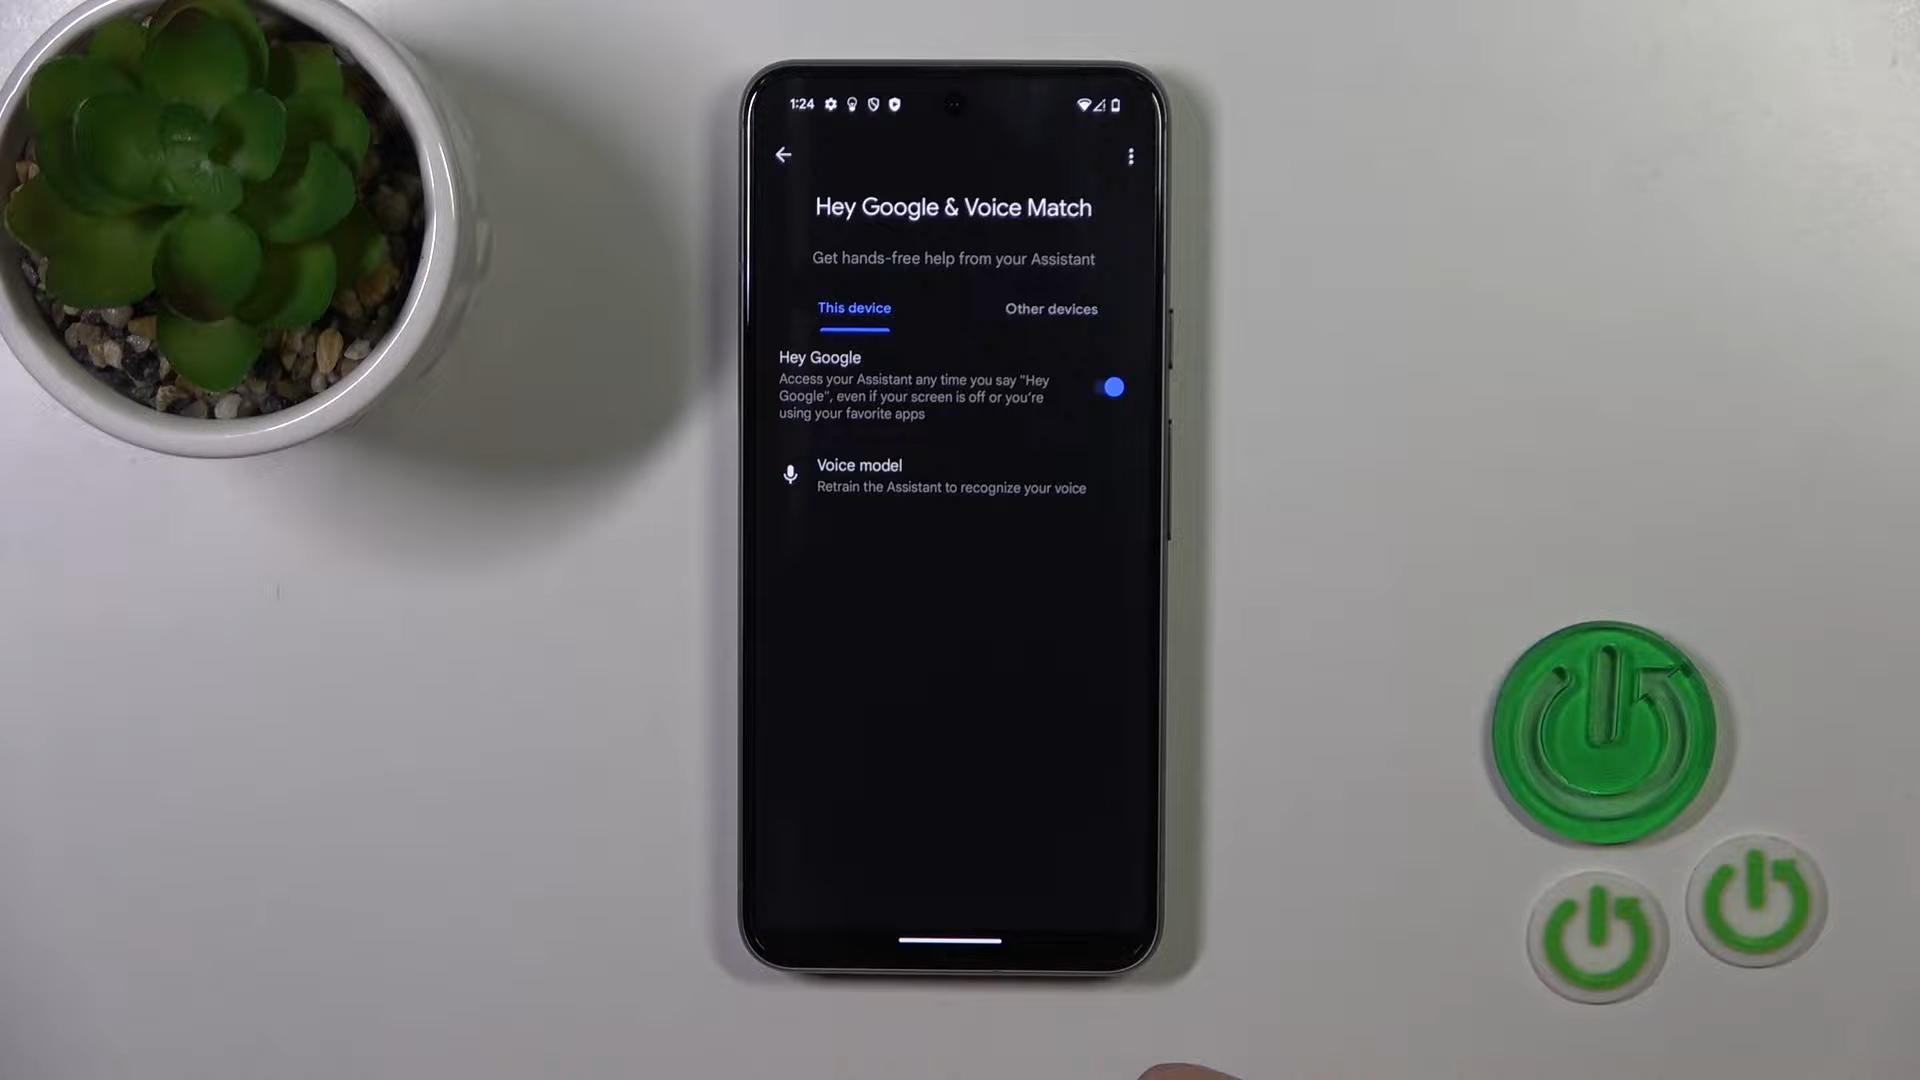 1:24
Hey Google & Voice Match
Get hands-free help from your Assistant
This device
Other devices
Hey Google
Access your Assistant any time you say "Hey
Google", even if your screen is off or you're
using your favorite apps
Voice model
Retrain the Assistant to recognize your voice